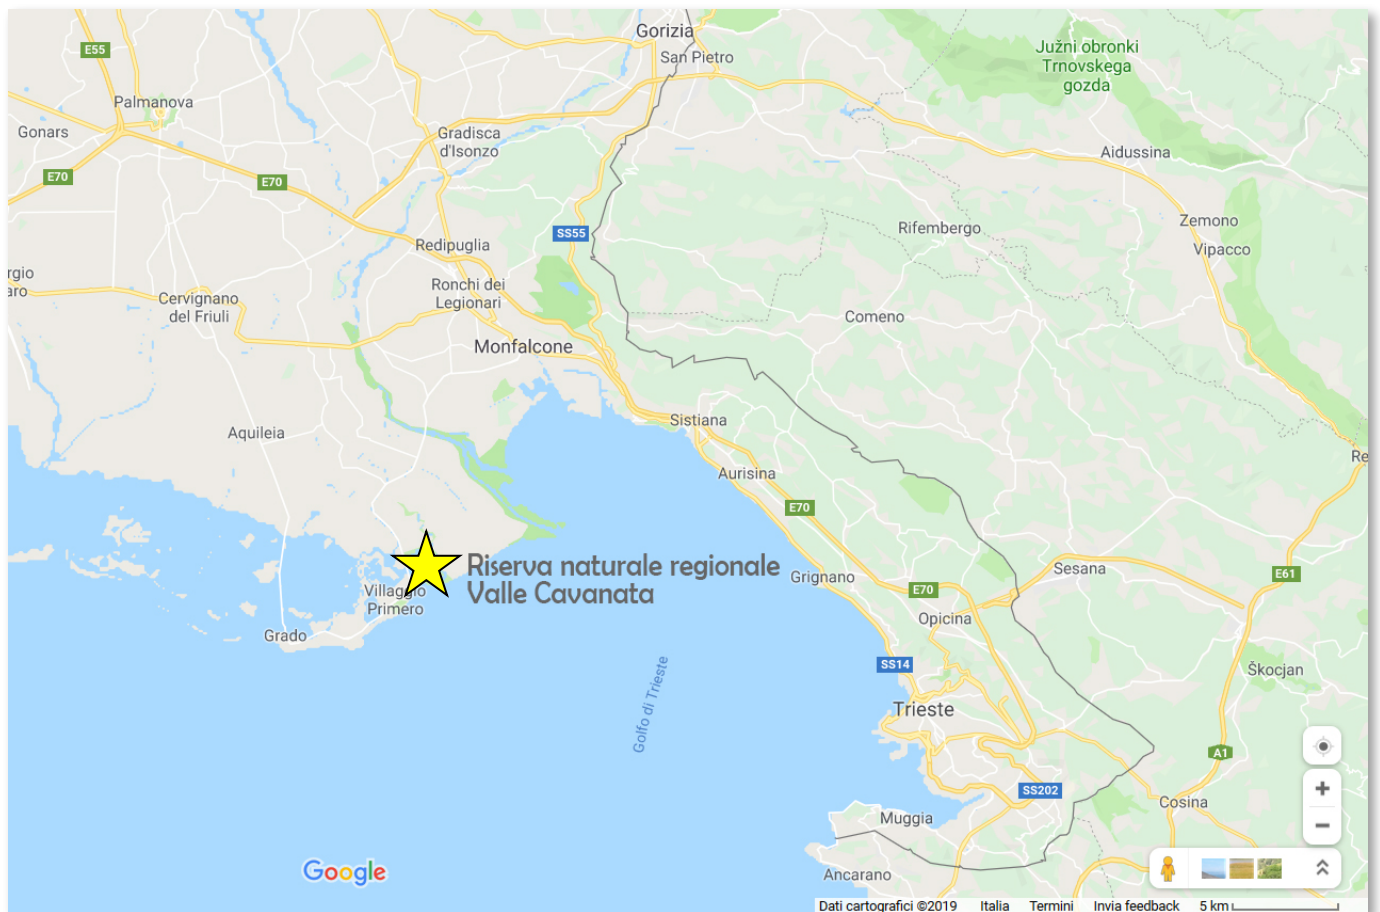 Gorizia
San Pietro
E55
Južni obronki
Trnovskega
gozda
Palmanova
Gonars
Gradisca
d'Isonzo
Aidussina
E70
E70
Zemono
Rifembergo
SS55
Redipuglia
Vipacco
rgio
aro
Cervignano
del Friuli
Ronchi dei
Legionari
Comeno
Monfalcone
Sistiana
Aquileia
Re
Aurisina
E70
Riserva naturale regionale
Valle Cavanata
Sesana
E61
Grignano
Villaggio
Primero
E70
Opicina
Grado
SS14
Škocjan
Golfo di Trieste
Trieste
A1
SS202
Cosina
Muggia
Google
Ancarano
Dati cartografici ©2019 Italia Termini Invia feedback 5 km